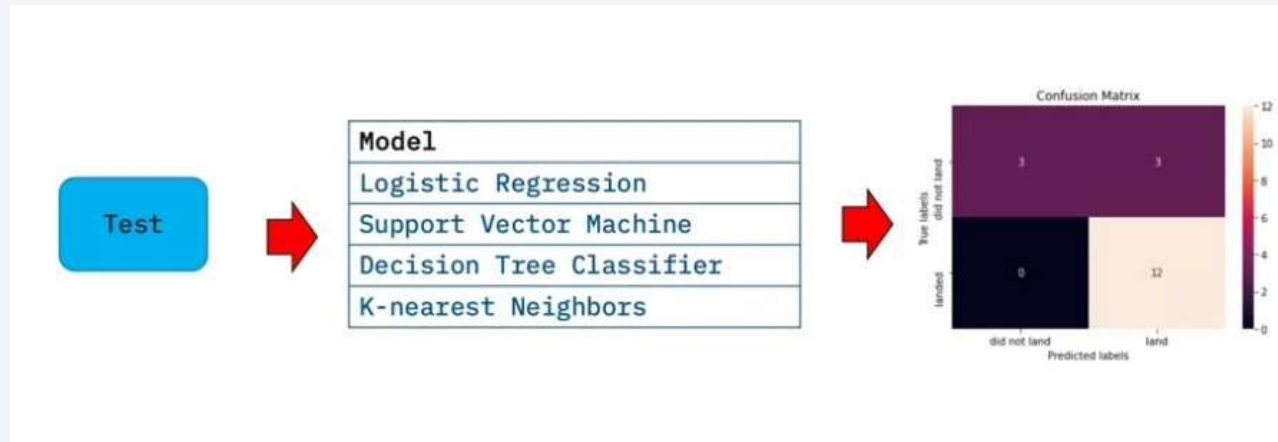 Test
Model
Logistic Regression
Support Vector Machine
Decision Tree Classifier
K-nearest Neighbors
Confusion Matrix
True labels
did not land
landed
3 3
0 12
did not land land
Predicted labels
12
10
8
6
4
2
0